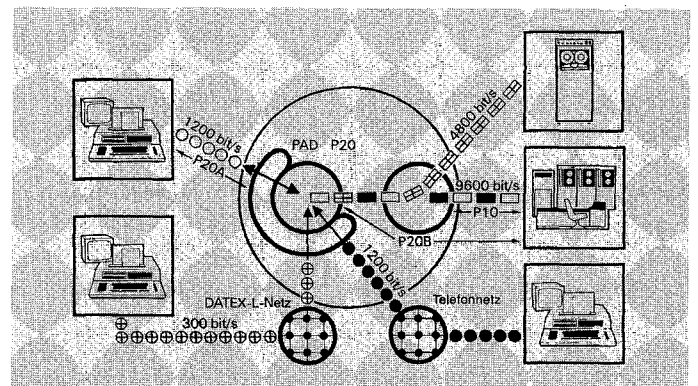 1200 bit/s
P20A
PAD P20
4800 bit/s
9600 bit/s
P10
P20B
1200 bit/s
DATEX-L-Netz
Telefonnetz
300 bit/s